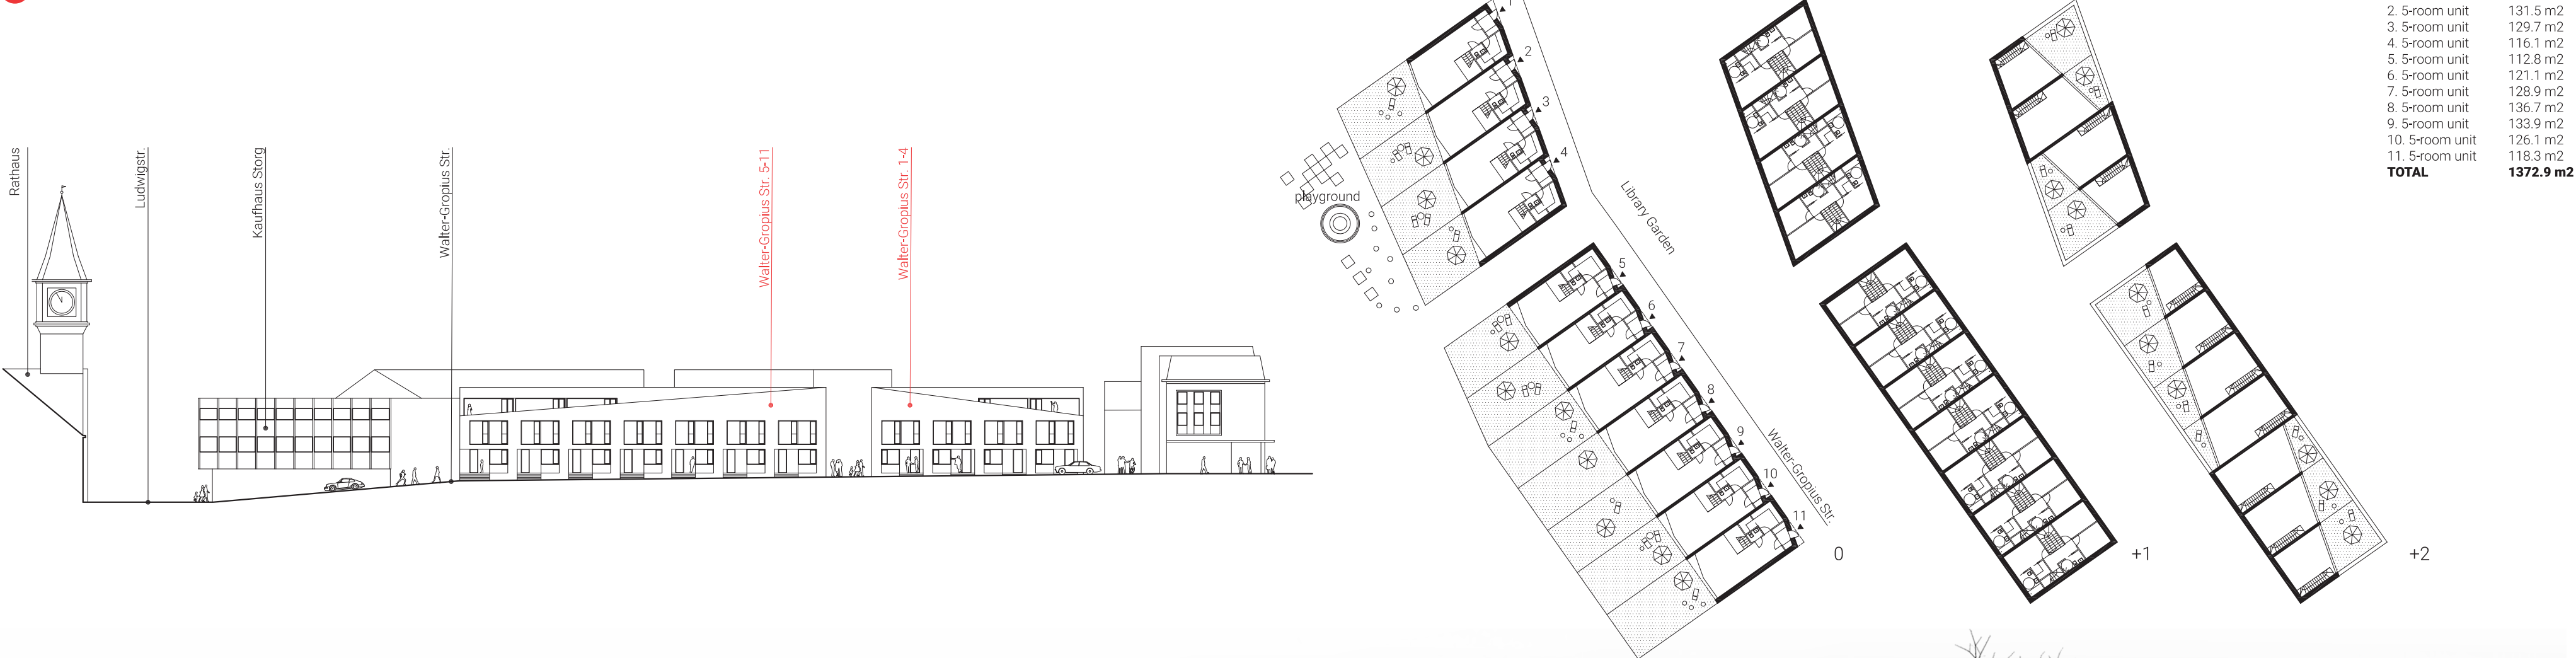 Rathaus
Ludwigstr.
Kaufhaus Storg
Walter-Gropius Str.
Walter-Gropius Str. 5-11
Walter-Gropius Str. 1-4
playground
1
2
3
4
5
6
7
8
9
10
11
Library Garden
Walter-Gropius Str.
0
+1
+2
2. 5-room unit 131.5 m2
3. 5-room unit 129.7 m2
4. 5-room unit 116.1 m2
5. 5-room unit 112.8 m2
6. 5-room unit 121.1 m2
7. 5-room unit 128.9 m2
8. 5-room unit 136.7 m2
9. 5-room unit 133.9 m2
10. 5-room unit 126.1 m2
11. 5-room unit 118.3 m2
TOTAL 1372.9 m2